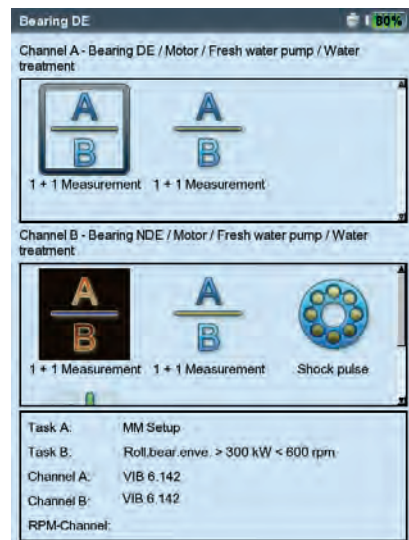 Bearing DE
80%
Channel A - Bearing DE / Motor / Fresh water pump / Water
treatment
A
B
A
B
1 + 1 Measurement 1 + 1 Measurement
Channel B - Bearing NDE / Motor / Fresh water pump / Water
treatment
A
B
A
B
1 + 1 Measurement 1 + 1 Measurement Shock pulse
Task A: MM Setup
Task B: Roll.bear.enve. > 300 kW < 600 rpm
Channel A: VIB 6.142
Channel B: VIB 6.142
RPM-Channel: